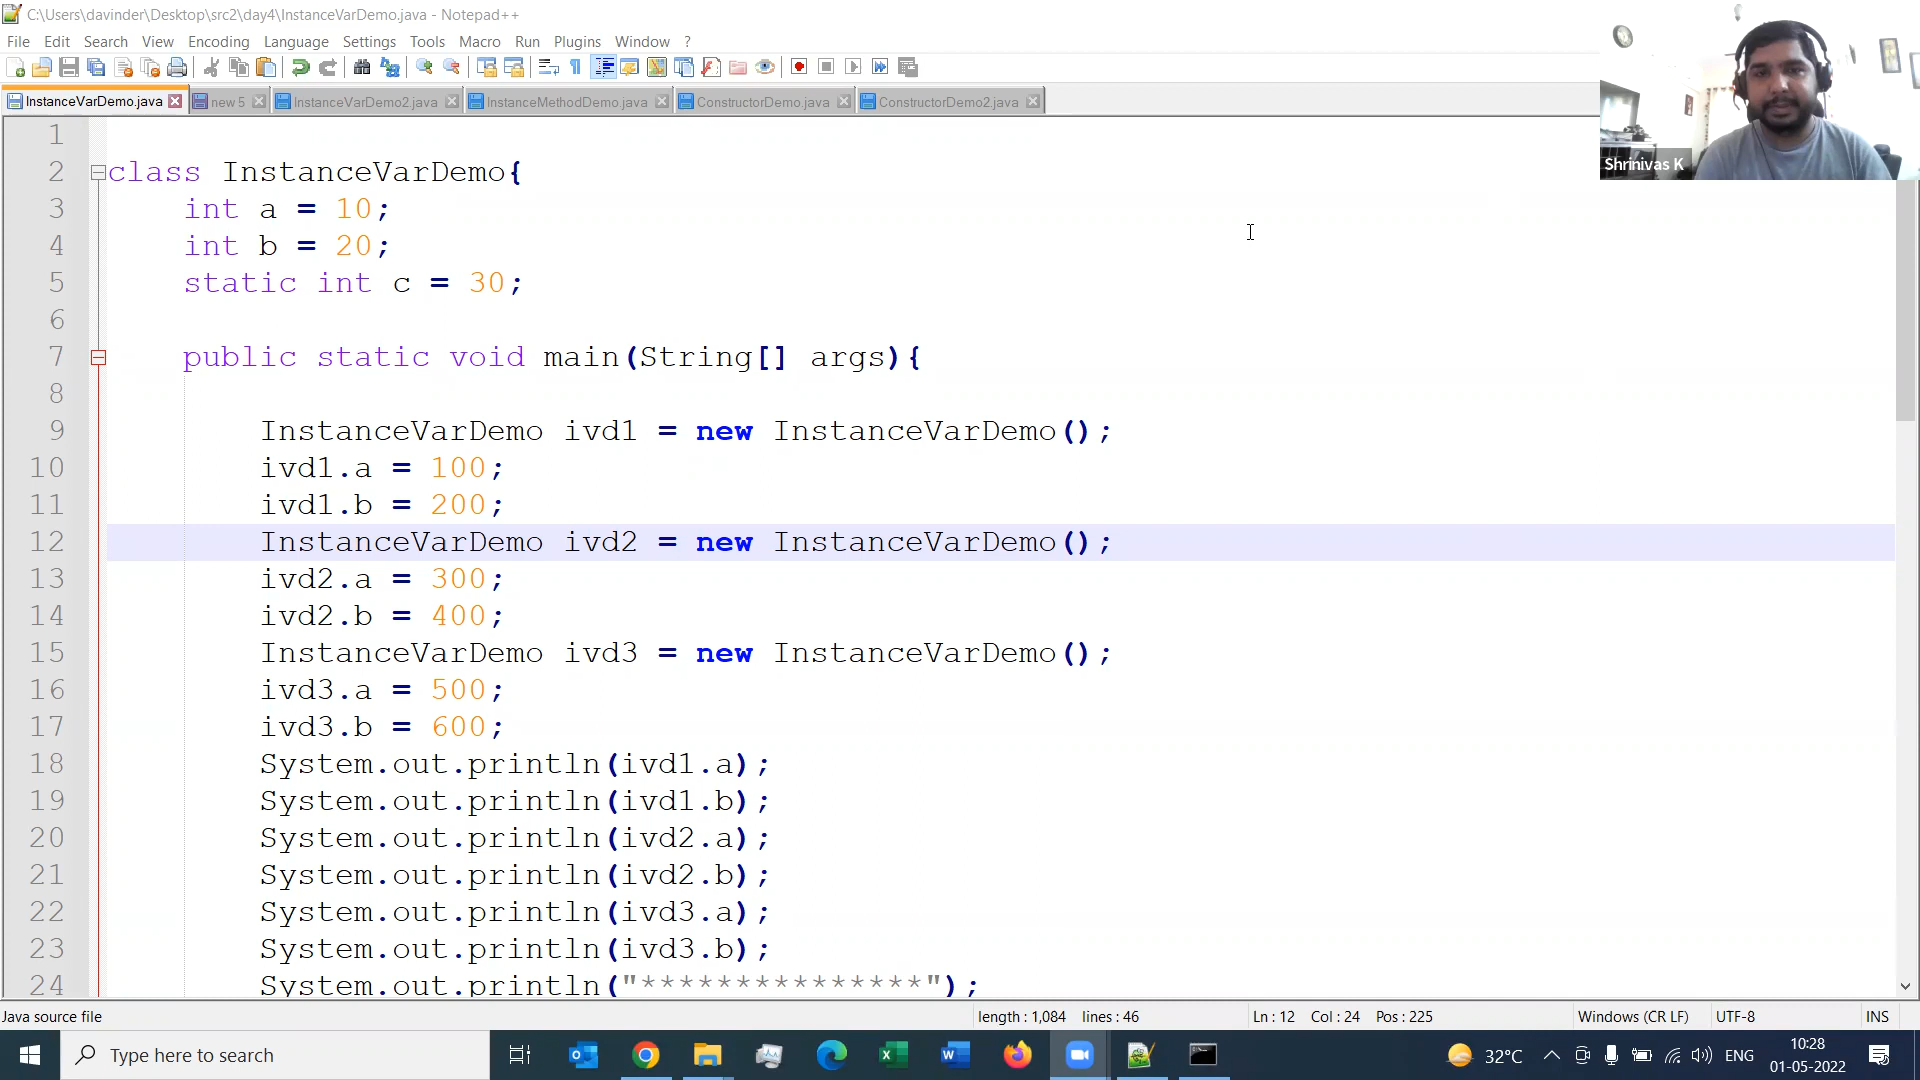 C:\Users\davinder\Desktop\src2\day4\InstanceVarDemo.java - Notepad++
File Edit Search View Encoding Language Settings Tools Macro Run Plugins Window ?
InstanceVarDemo.java new 5 InstanceVarDemo2.java InstanceMethodDemo.java ConstructorDemo.java ConstructorDemo2.java
Shrinivas K
1
2 class InstanceVarDemo{
3 int a = 10;
4 int b = 20;
5 static int c = 30;
6
7 public static void main(String[] args){
8
9 InstanceVarDemo ivd1 = new InstanceVarDemo();
10 ivd1.a = 100;
11 ivd1.b = 200;
12 InstanceVarDemo ivd2 = new InstanceVarDemo();
13 ivd2.a = 300;
14 ivd2.b = 400;
15 InstanceVarDemo ivd3 = new InstanceVarDemo();
16 ivd3.a = 500;
17 ivd3.b = 600;
18 System.out.println(ivd1.a);
19 System.out.println(ivd1.b);
20 System.out.println(ivd2.a);
21 System.out.println(ivd2.b);
22 System.out.println(ivd3.a);
23 System.out.println(ivd3.b);
24 System.out.println("***************");
Java source file length : 1,084 lines : 46 Ln : 12 Col : 24 Pos : 225 Windows (CR LF) UTF-8 INS
Type here to search 32°C ENG 10:28
01-05-2022